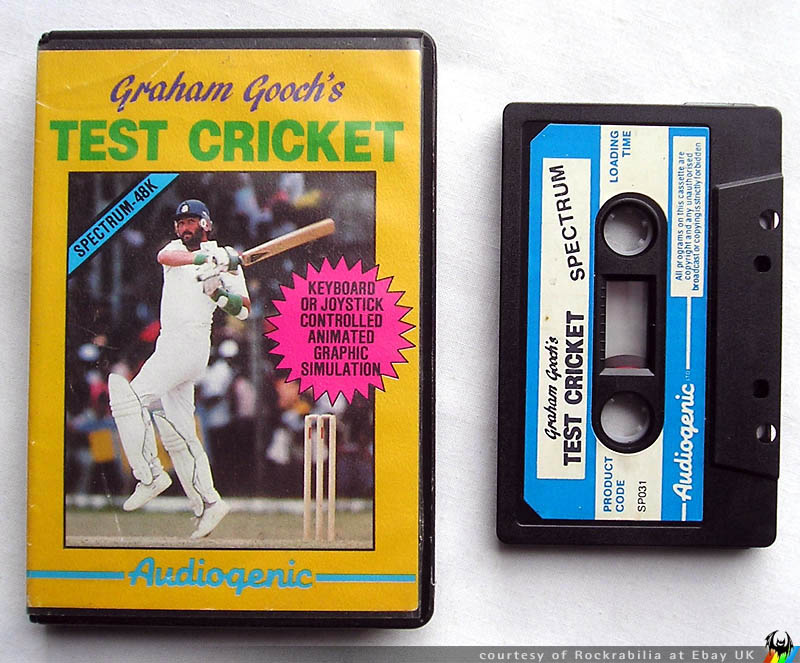 Graham Gooch's
TEST CRICKET
SPECTRUM-48K
KEYBOARD
OR JOYSTICK
CONTROLLED
ANIMATED
GRAPHIC
SIMULATION
Audiogenic
Graham Gooch's
TEST CRICKET SPECTRUM
PRODUCT
CODE
SP031
LOADING
TIME
Audiogenic LTD
All programs on this cassette are
copyright and any unauthorised
broadcast or copying is strictly forbidden
courtesy of Rockrabilia at Ebay UK